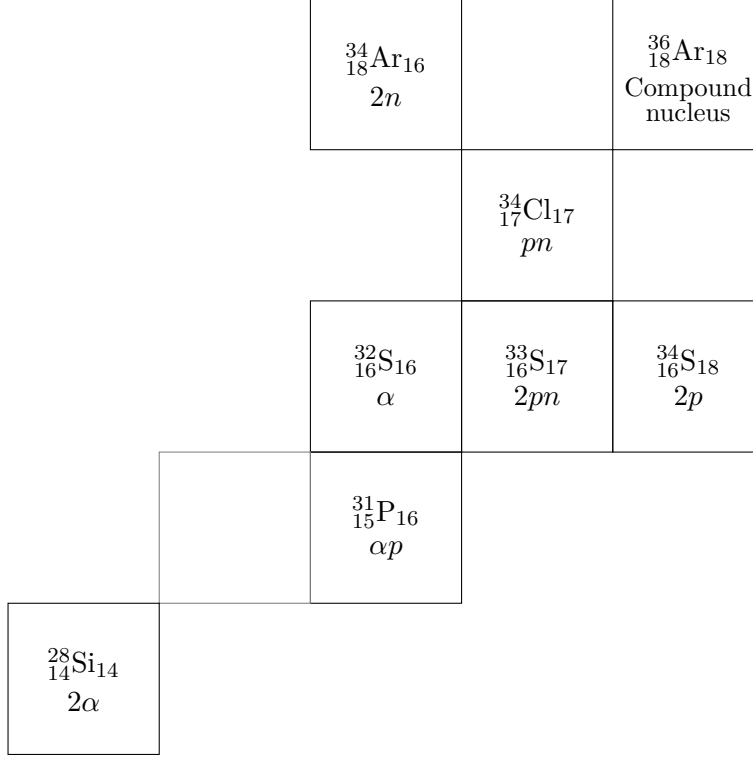 ³⁴₁₈Ar₁₆
2n
³⁶₁₈Ar₁₈
Compound
nucleus
³⁴₁₇Cl₁₇
pn
³²₁₆S₁₆
α
³³₁₆S₁₇
2pn
³⁴₁₆S₁₈
2p
³¹₁₅P₁₆
αp
²⁸₁₄Si₁₄
2α